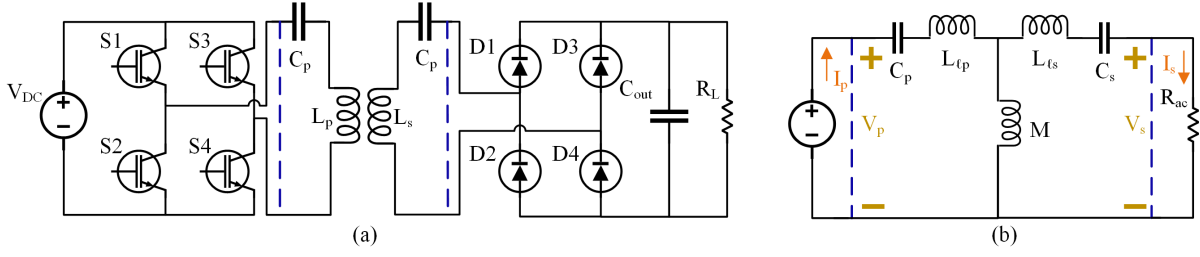 S1 S3 C_p C_p D1 D3
V_DC L_p L_s C_out R_L
S2 S4 D2 D4
(a)
C_p L_ℓp L_ℓs C_s
I_p V_p M V_s I_s R_ac
(b)